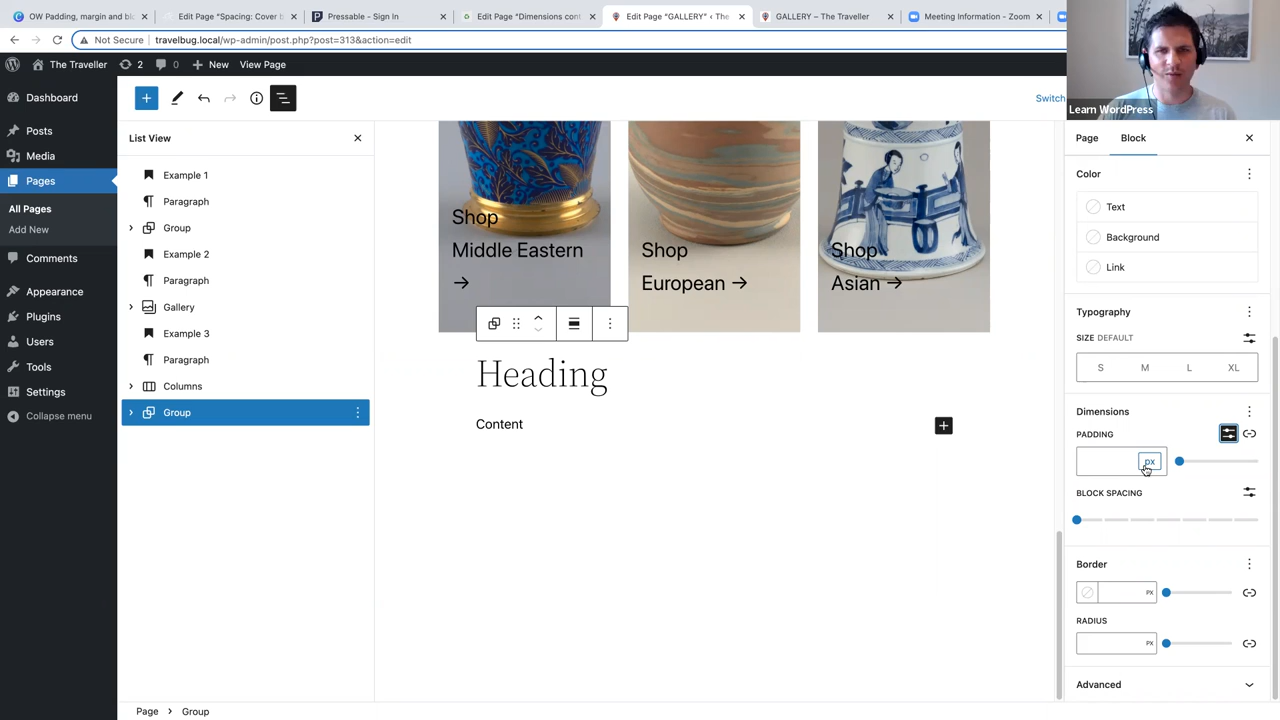 OW Padding, margin and blo
Edit Page "Spacing: Cover b
Pressable - Sign In
Edit Page "Dimensions cont
Edit Page "GALLERY" ‹ The
GALLERY – The Traveller
Meeting Information - Zoom
Not Secure
travelbug.local/wp-admin/post.php?post=313&action=edit
The Traveller
2
0
New
View Page
Learn WordPress
Dashboard
Posts
Media
Pages
All Pages
Add New
Comments
Appearance
Plugins
Users
Tools
Settings
Collapse menu
Switch
List View
Example 1
Paragraph
Group
Example 2
Paragraph
Gallery
Example 3
Paragraph
Columns
Group
Shop
Middle Eastern
→
Shop
European →
Shop
Asian →
Heading
Content
Page
Block
Color
Text
Background
Link
Typography
SIZE DEFAULT
S
M
L
XL
Dimensions
PADDING
px
BLOCK SPACING
Border
PX
RADIUS
PX
Advanced
Page › Group